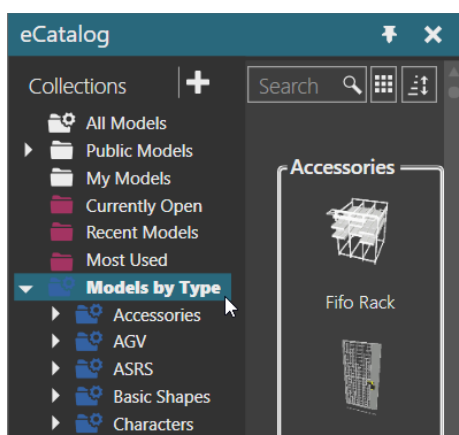 eCatalog
Collections
All Models
Public Models
My Models
Currently Open
Recent Models
Most Used
Models by Type
Accessories
AGV
ASRS
Basic Shapes
Characters
Search
Accessories
Fifo Rack